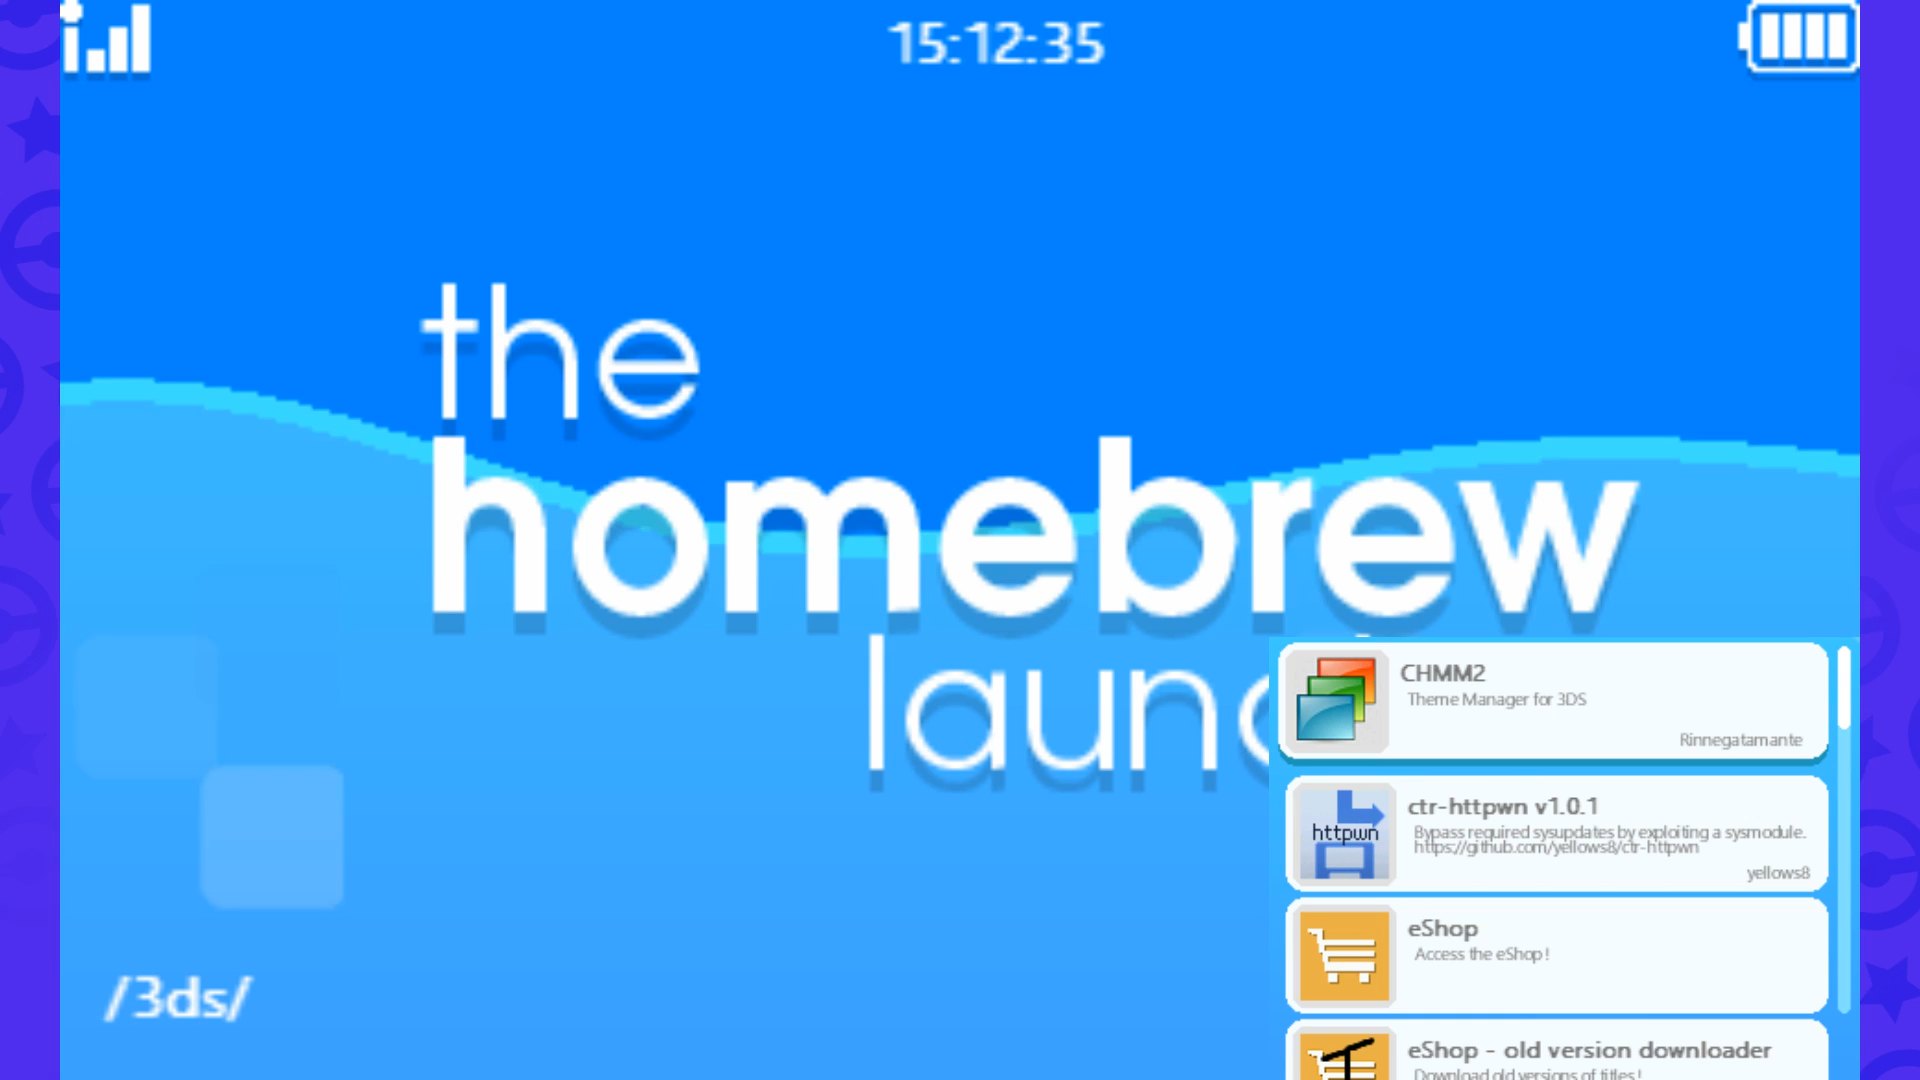 15:12:35
the
homebrew
CHMM2
Theme Manager for 3DS
Rinnegatamante
httpwn
ctr-httpwn v1.0.1
Bypass required sysupdates by exploiting a sysmodule.
https://github.com/yellows8/ctr-httpwn
yellows8
eShop
Access the eShop!
eShop - old version downloader
Download old versions of titles!
/3ds/